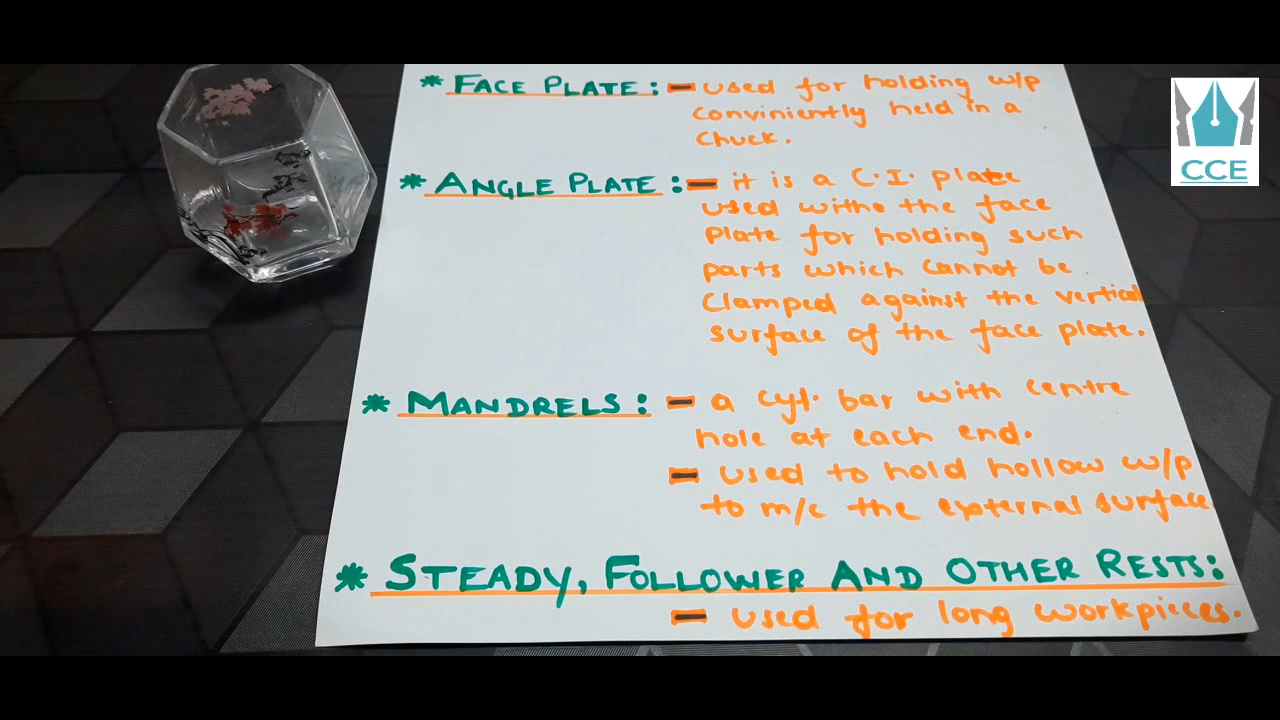 * FACE PLATE : - used for holding w/p
conviniently held in a
chuck.
* ANGLE PLATE : - it is a C.I. plate
used withe the face
plate for holding such
parts which cannot be
clamped against the vertical
surface of the face plate.
* MANDRELS : - a cyl. bar with centre
hole at each end.
- used to hold hollow w/p
to m/c the external surface
* STEADY, FOLLOWER AND OTHER RESTS:
- used for long workpieces.
CCE